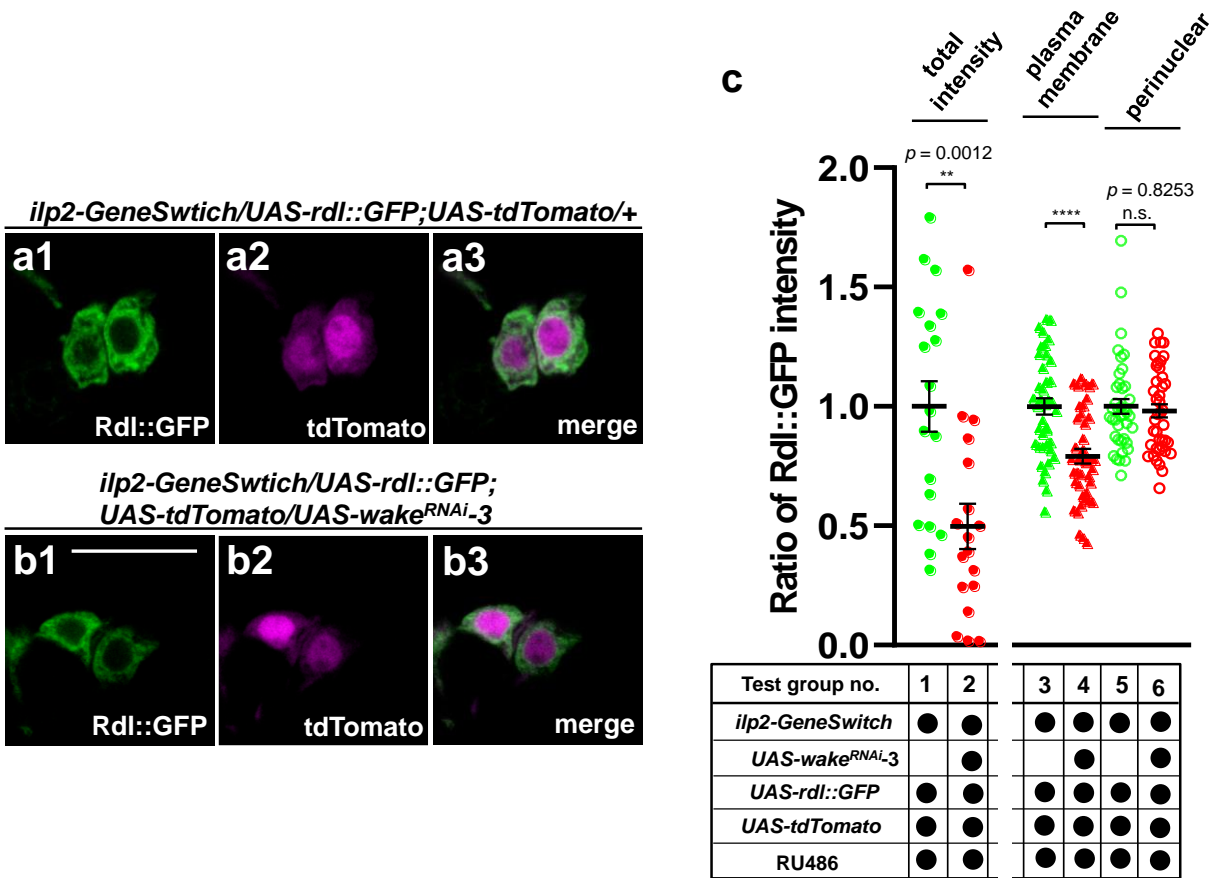 ilp2-GeneSwtich/UAS-rdl::GFP;UAS-tdTomato/+
a1
Rdl::GFP
a2
tdTomato
a3
merge
ilp2-GeneSwtich/UAS-rdl::GFP;
UAS-tdTomato/UAS-wakeRNAi-3
b1
Rdl::GFP
b2
tdTomato
b3
merge
c
total
intensity
plasma
membrane
perinuclear
p = 0.0012
**
****
p = 0.8253
n.s.
Ratio of Rdl::GFP intensity
2.0
1.5
1.0
0.5
0.0
Test group no. 1 2 3 4 5 6
ilp2-GeneSwitch
UAS-wakeRNAi-3
UAS-rdl::GFP
UAS-tdTomato
RU486